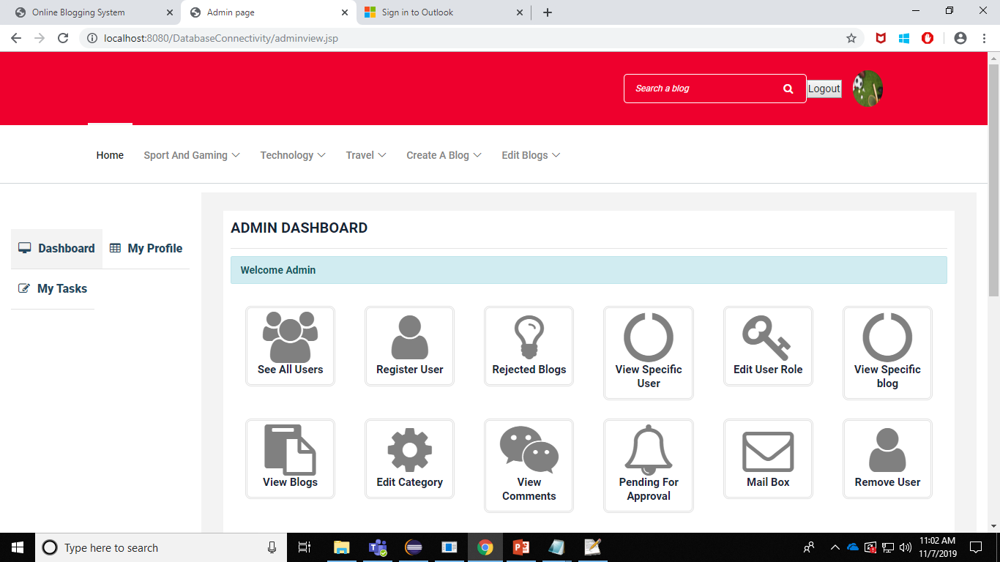 Online Blogging System
Admin page
Sign in to Outlook
localhost:8080/DatabaseConnectivity/adminview.jsp
Search a blog
Logout
Home
Sport And Gaming
Technology
Travel
Create A Blog
Edit Blogs
Dashboard
My Profile
My Tasks
ADMIN DASHBOARD
Welcome Admin
See All Users
Register User
Rejected Blogs
View Specific
User
Edit User Role
View Specific
blog
View Blogs
Edit Category
View
Comments
Pending For
Approval
Mail Box
Remove User
Type here to search
11:02 AM
11/7/2019